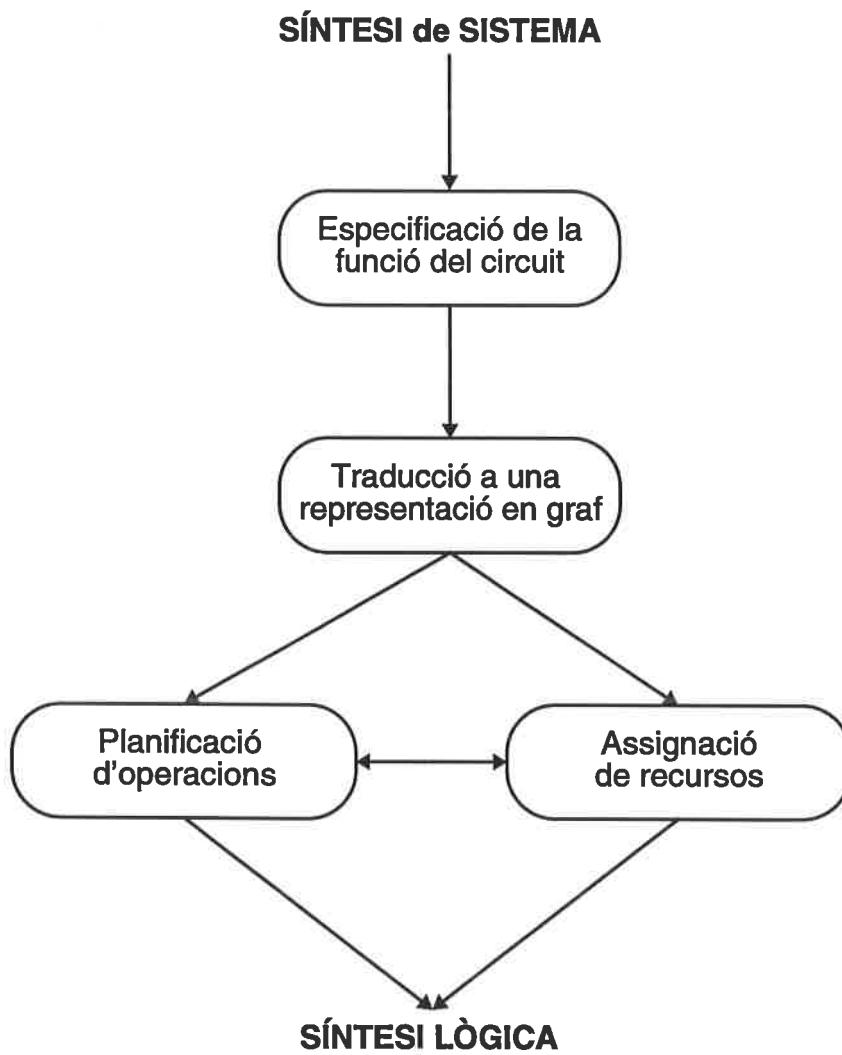 SÍNTESI de SISTEMA
Especificació de la
funció del circuit
Traducció a una
representació en graf
Planificació
d'operacions
Assignació
de recursos
SÍNTESI LÒGICA